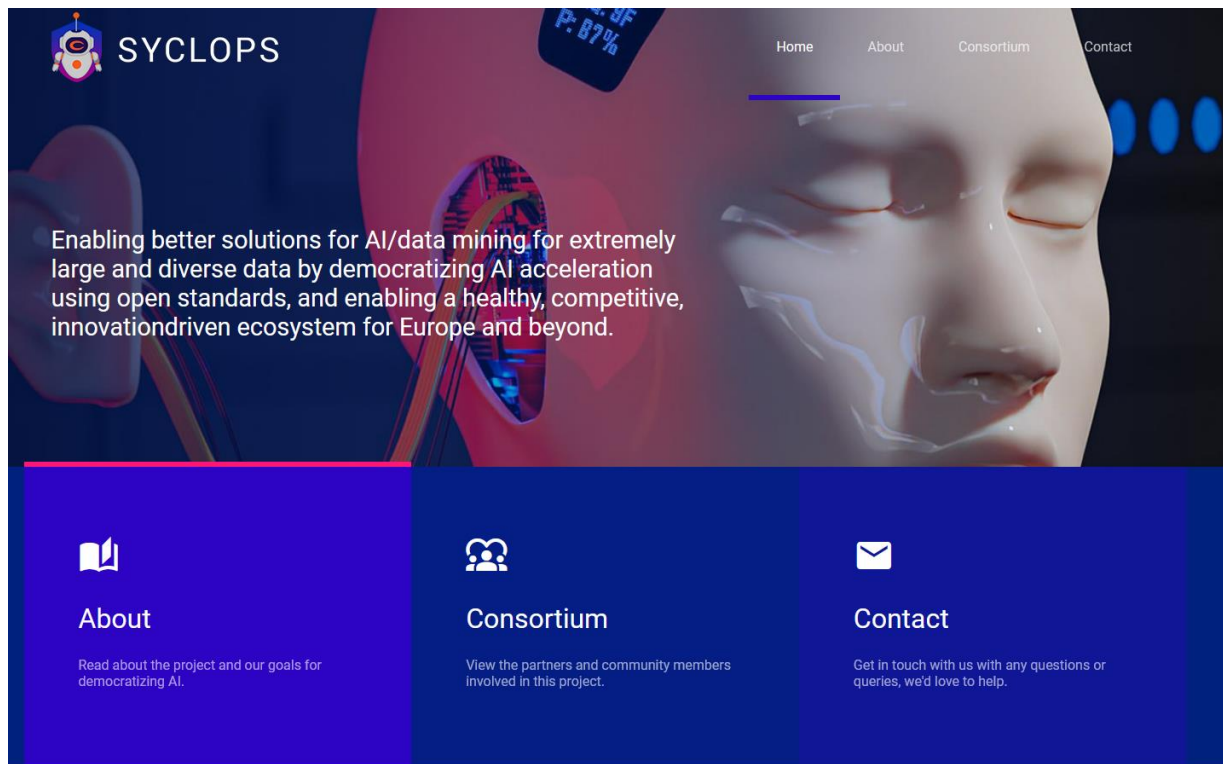 SYCLOPS
Home
About
Consortium
Contact
P: 87%
Enabling better solutions for AI/data mining for extremely
large and diverse data by democratizing AI acceleration
using open standards, and enabling a healthy, competitive,
innovationdriven ecosystem for Europe and beyond.
About
Read about the project and our goals for
democratizing AI.
Consortium
View the partners and community members
involved in this project.
Contact
Get in touch with us with any questions or
queries, we'd love to help.